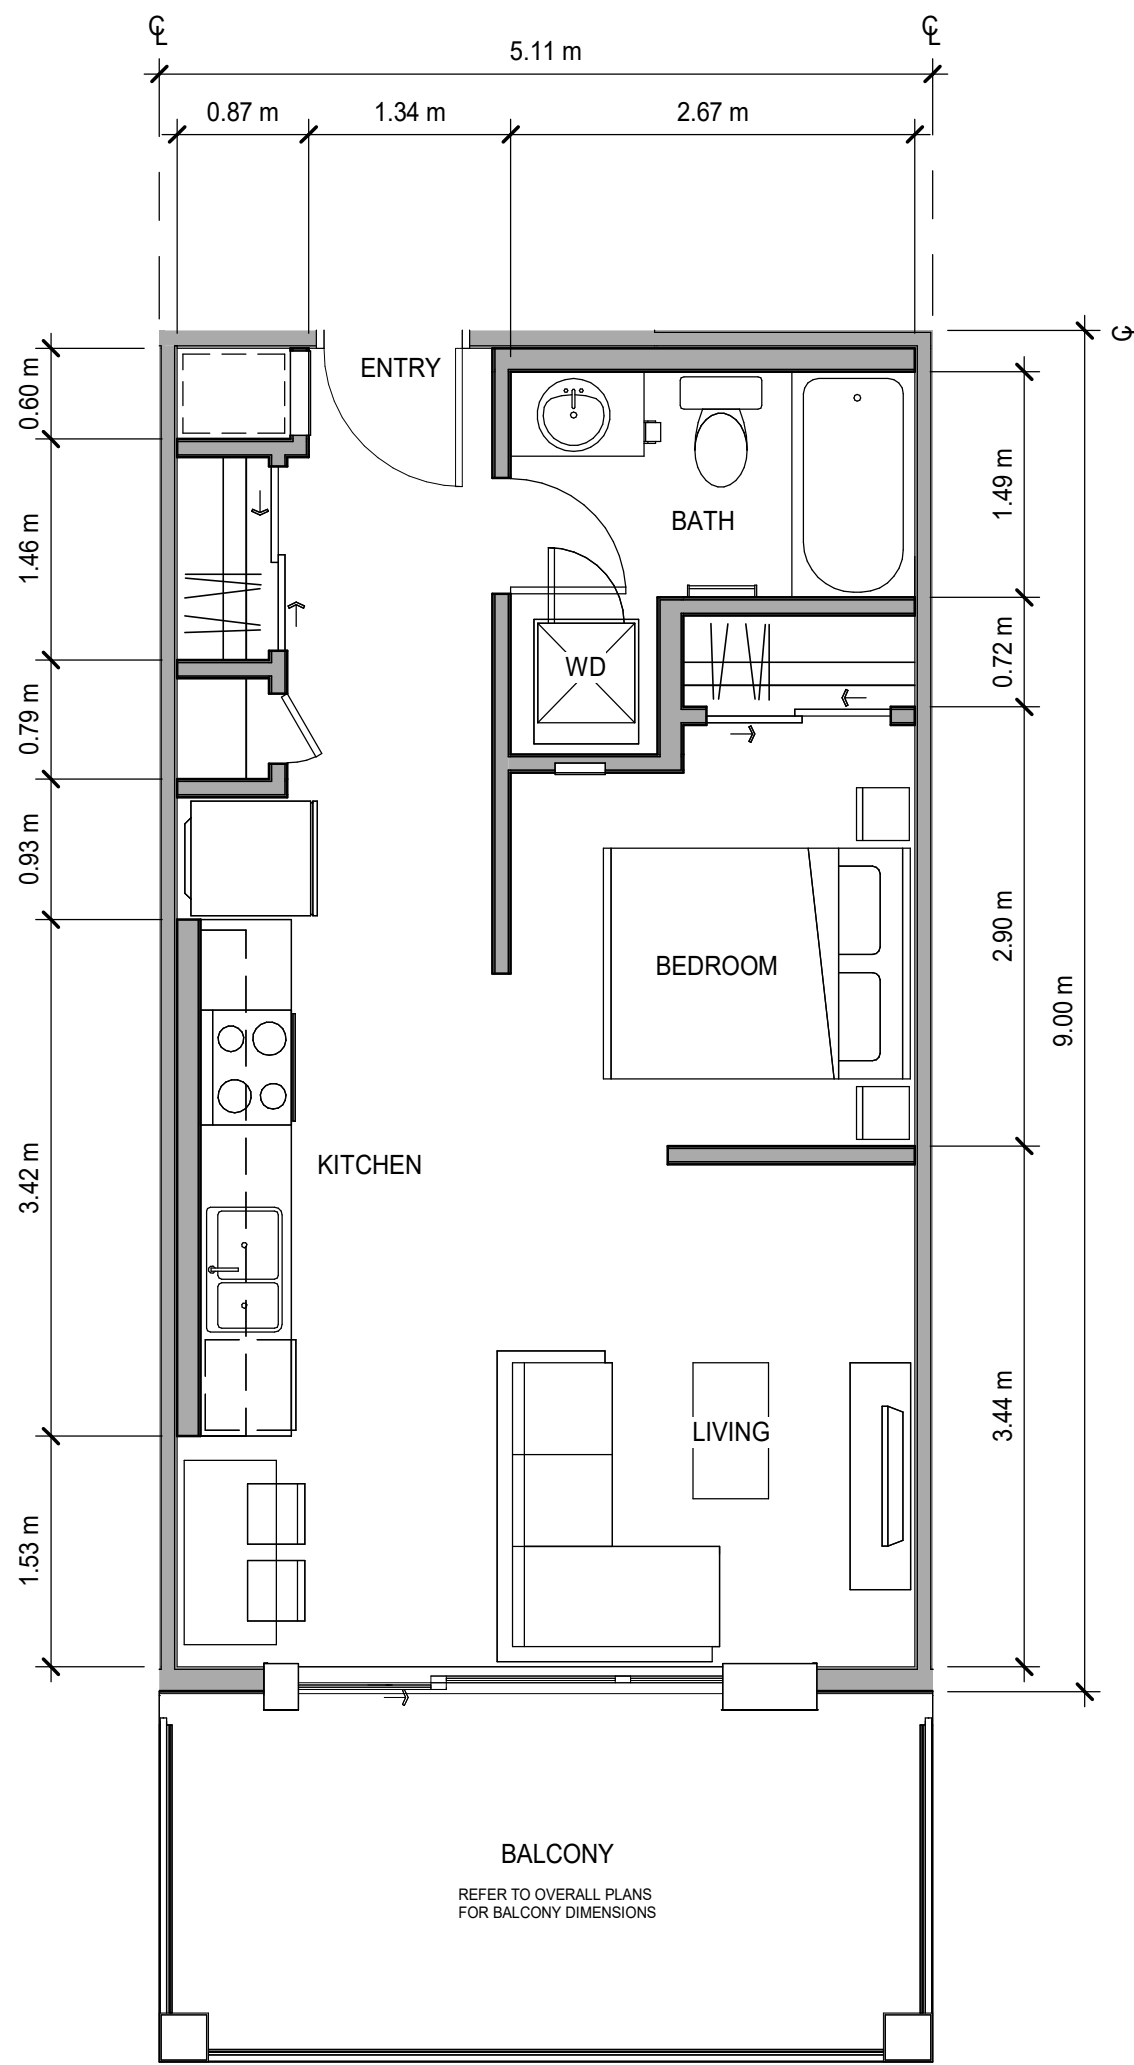 ℄
℄
5.11 m
0.87 m
1.34 m
2.67 m
℄
ENTRY
0.60 m
1.49 m
BATH
1.46 m
WD
0.72 m
0.79 m
0.93 m
2.90 m
BEDROOM
9.00 m
3.42 m
KITCHEN
3.44 m
LIVING
1.53 m
BALCONY
REFER TO OVERALL PLANS
FOR BALCONY DIMENSIONS